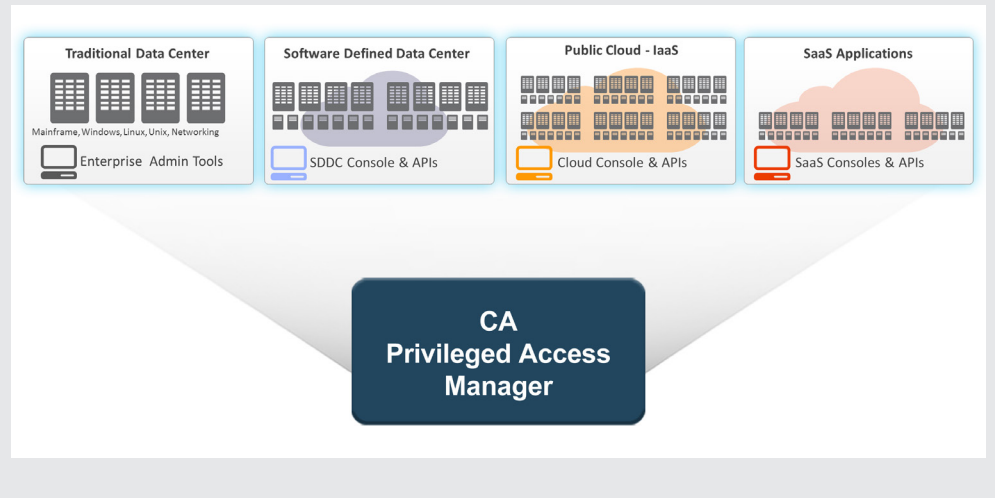 Traditional Data Center
Mainframe, Windows, Linux, Unix, Networking
Enterprise Admin Tools
Software Defined Data Center
SDDC Console & APIs
Public Cloud - IaaS
Cloud Console & APIs
SaaS Applications
SaaS Consoles & APIs
CA
Privileged Access
Manager